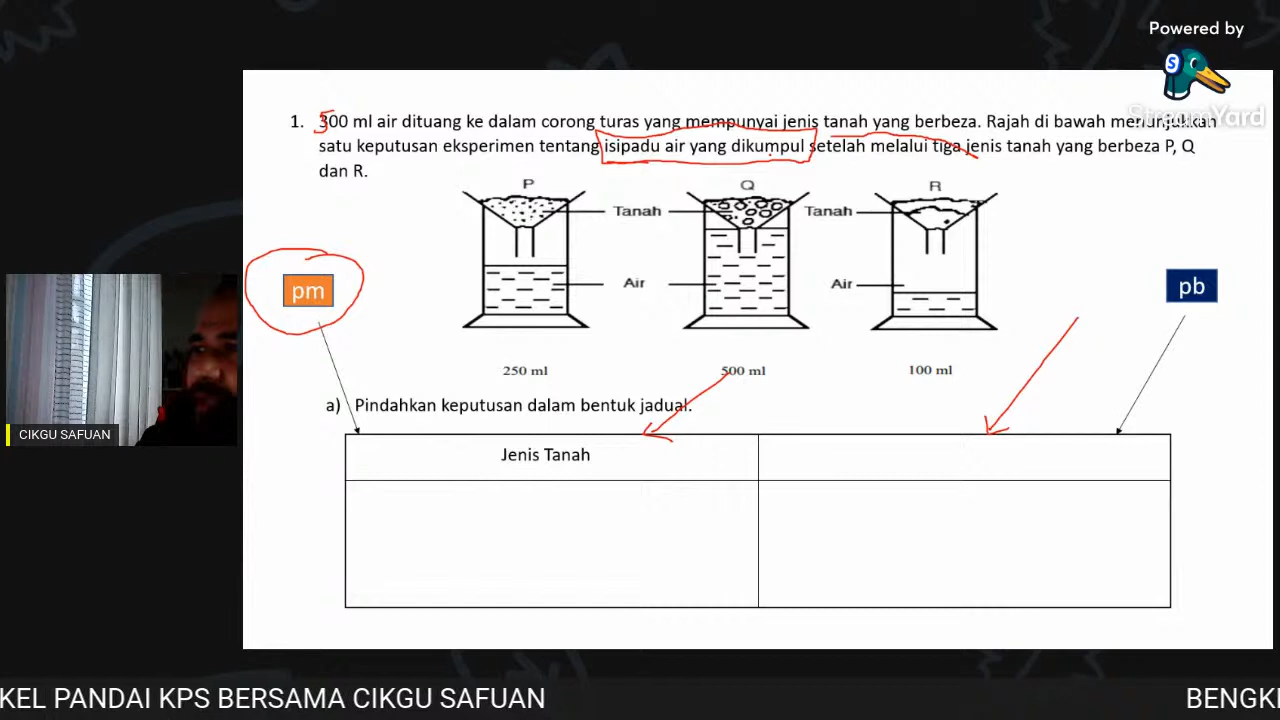 Powered by
StreamYard
1. 300 ml air dituang ke dalam corong turas yang mempunyai jenis tanah yang berbeza. Rajah di bawah menunjukkan
satu keputusan eksperimen tentang isipadu air yang dikumpul setelah melalui tiga jenis tanah yang berbeza P, Q
dan R.
P Q R
Tanah Tanah
pm Air Air pb
250 ml 500 ml 100 ml
a) Pindahkan keputusan dalam bentuk jadual.
CIKGU SAFUAN
Jenis Tanah
KEL PANDAI KPS BERSAMA CIKGU SAFUAN BENGKE